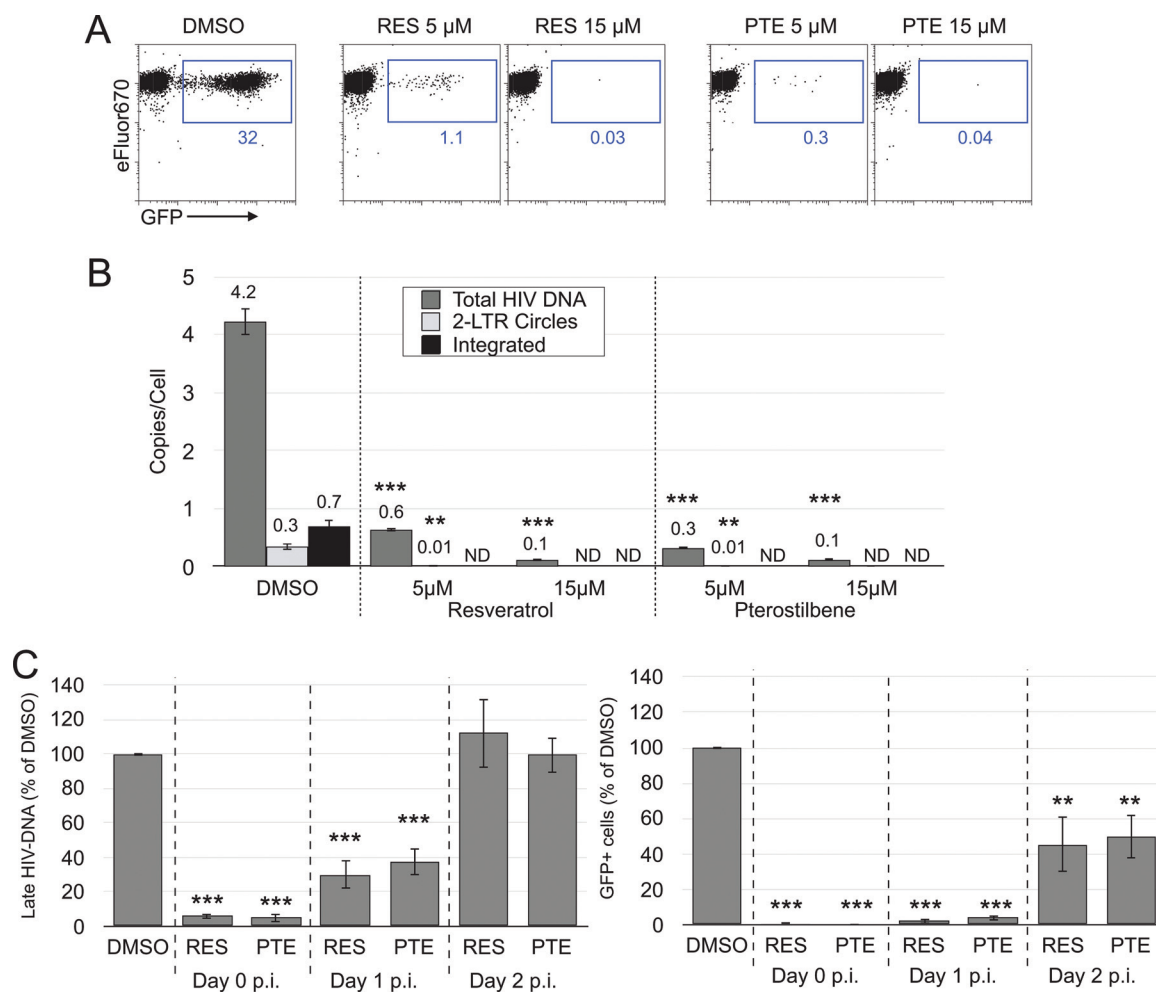 A
DMSO
RES 5 µM
RES 15 µM
PTE 5 µM
PTE 15 µM
eFluor670
32
1.1
0.03
0.3
0.04
GFP
B
Copies/Cell
5
4
3
2
1
0
Total HIV DNA
2-LTR Circles
Integrated
4.2
0.3
0.7
***
0.6
**
0.01
ND
***
0.1
ND
ND
***
0.3
**
0.01
ND
***
0.1
ND
ND
DMSO
5µM
15µM
5µM
15µM
Resveratrol
Pterostilbene
C
Late HIV-DNA (% of DMSO)
140
120
100
80
60
40
20
0
***
***
***
***
DMSO
RES
PTE
RES
PTE
RES
PTE
Day 0 p.i.
Day 1 p.i.
Day 2 p.i.
GFP+ cells (% of DMSO)
140
120
100
80
60
40
20
0
***
***
***
***
**
**
DMSO
RES
PTE
RES
PTE
RES
PTE
Day 0 p.i.
Day 1 p.i.
Day 2 p.i.